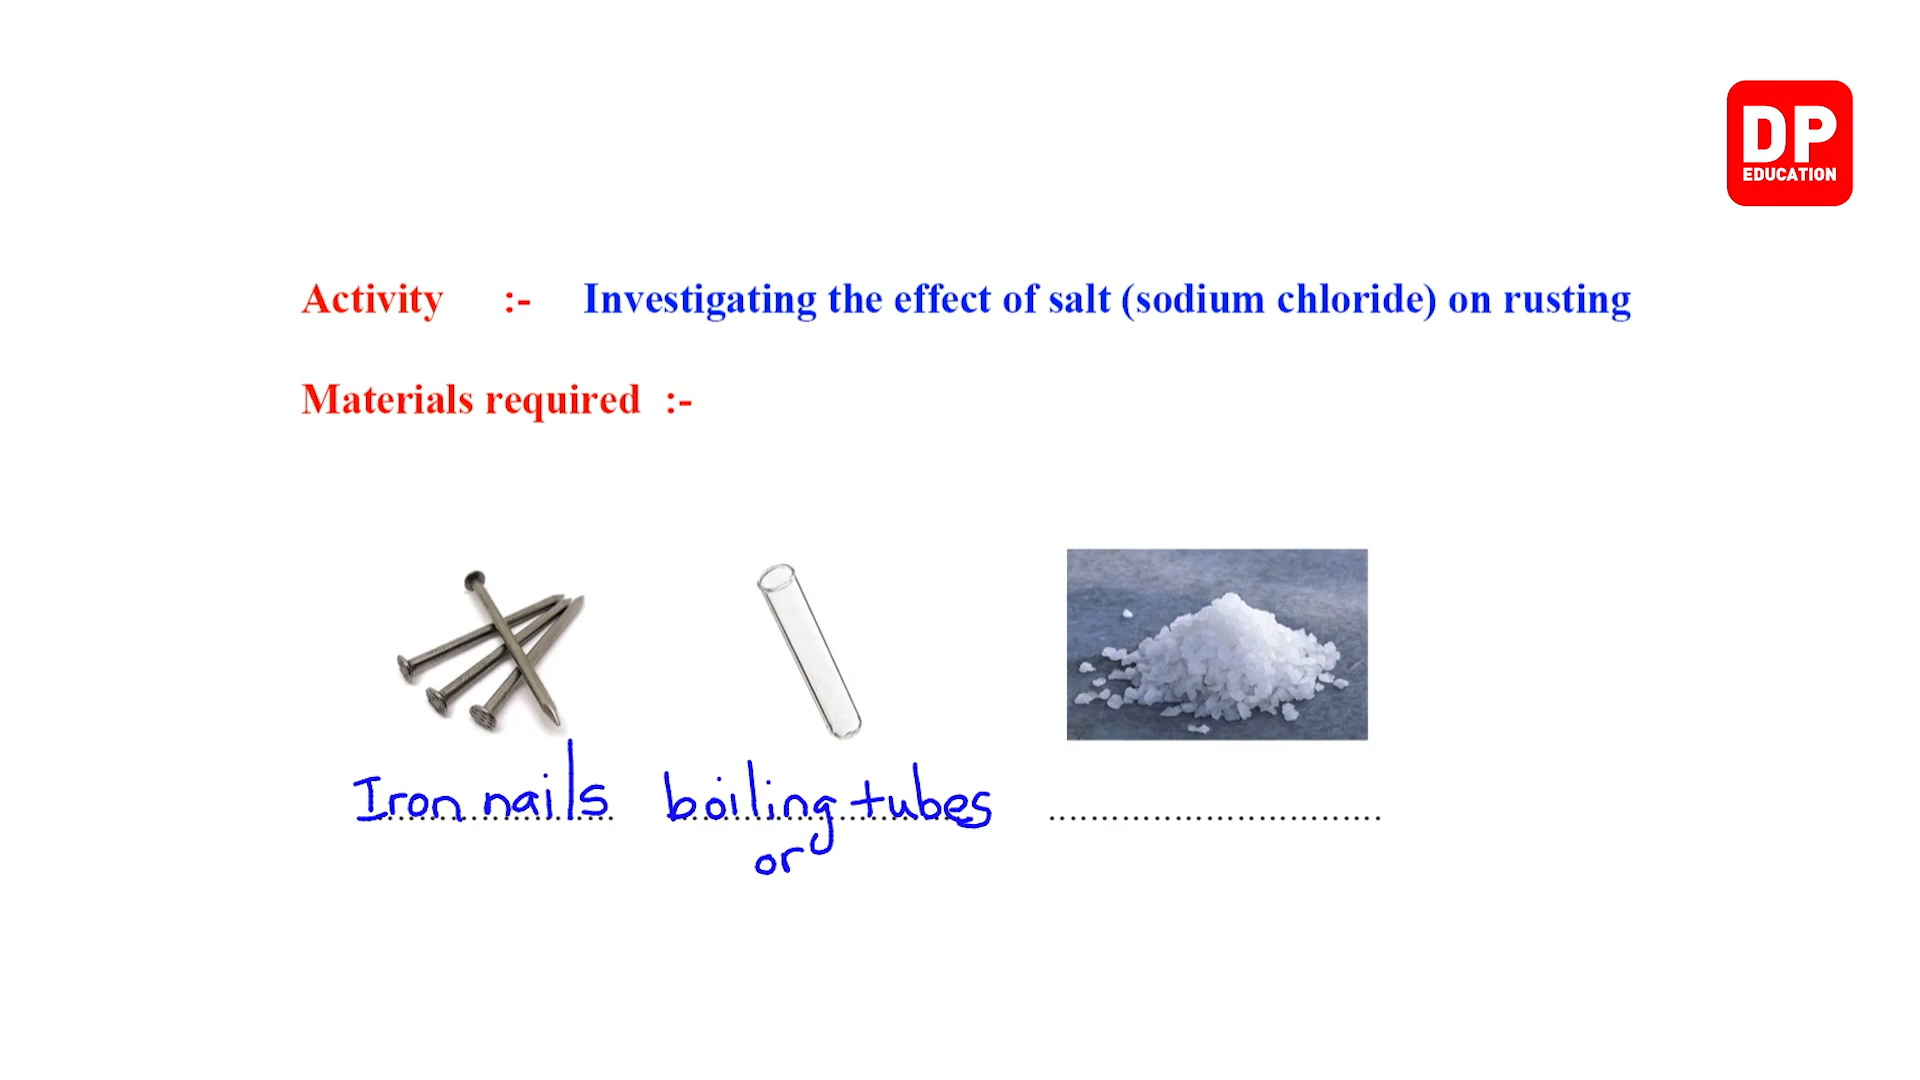 DP
EDUCATION
Activity :- Investigating the effect of salt (sodium chloride) on rusting
Materials required :-
Iron nails boiling tubes ................................
or